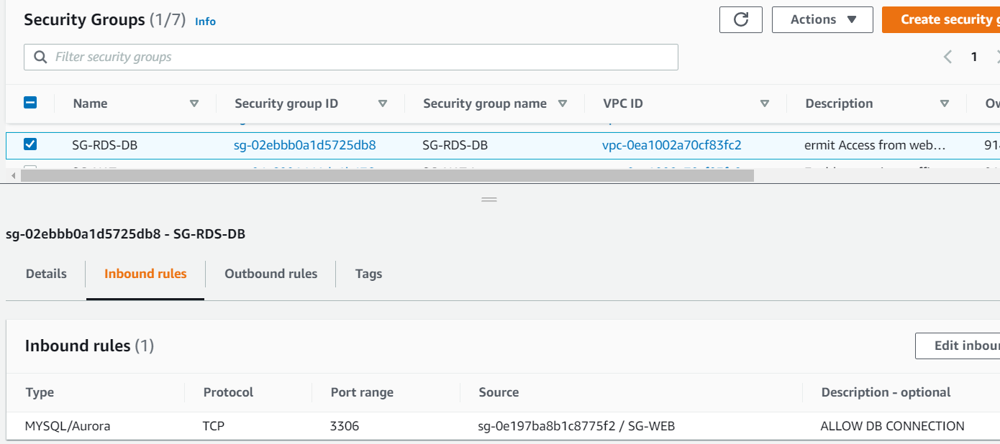 Security Groups (1/7) Info
Actions
Create security
Filter security groups
1
Name Security group ID Security group name VPC ID Description
SG-RDS-DB sg-02ebbb0a1d5725db8 SG-RDS-DB vpc-0ea1002a70cf83fc2 ermit Access from web… 914
sg-02ebbb0a1d5725db8 - SG-RDS-DB
Details Inbound rules Outbound rules Tags
Inbound rules (1)
Edit
Type Protocol Port range Source Description - optional
MYSQL/Aurora TCP 3306 sg-0e197ba8b1c8775f2 / SG-WEB ALLOW DB CONNECTION